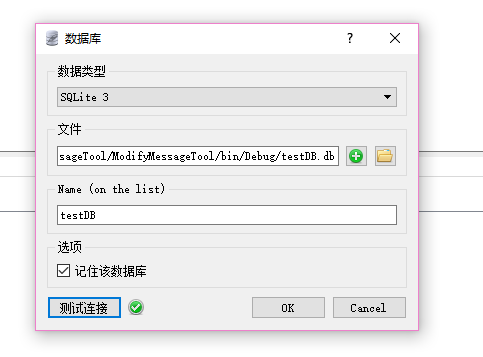 数据库
数据类型
SQLite 3
文件
sageTool/ModifyMessageTool/bin/Debug/testDB.db
Name (on the list)
testDB
选项
记住该数据库
测试连接 OK Cancel